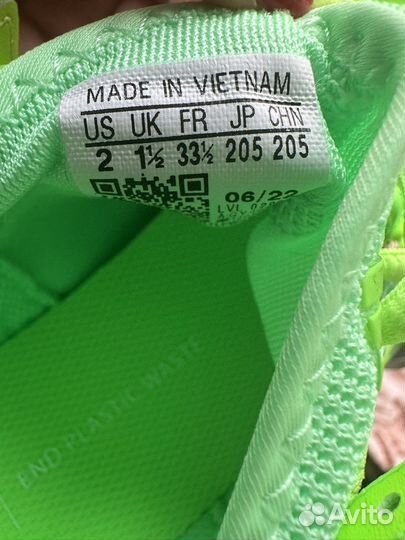 MADE IN VIETNAM
US UK FR JP CHN
2 1½ 33½ 205 205
06/22
END PLASTIC WASTE
Avito